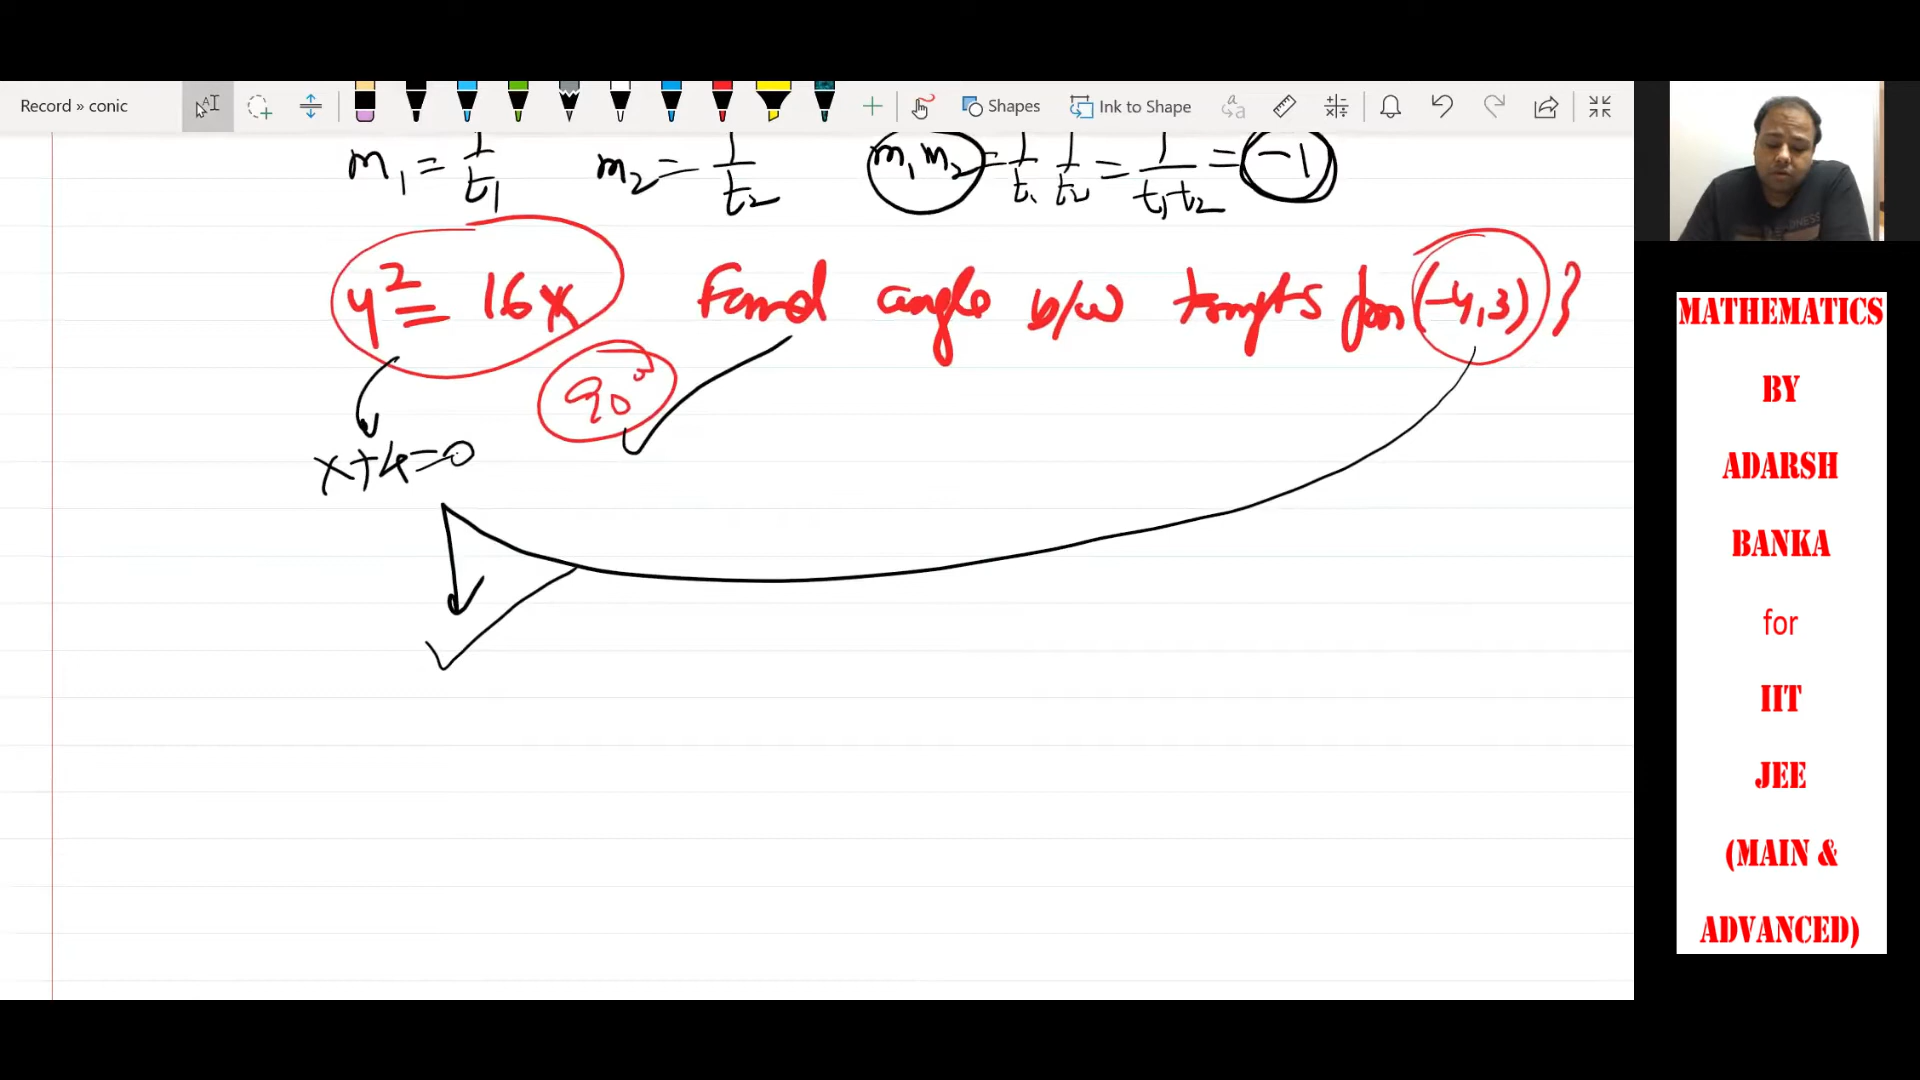 Record » conic
Shapes
Ink to Shape
m₁ = 1/t₁ m₂ = 1/t₂ m₁m₂ = 1/t₁ 1/t₂ = 1/t₁t₂ = -1
y² = 16x Find angle b/w tangts from (-4,3)?
90°
x+4=0
MATHEMATICS
BY
ADARSH
BANKA
for
IIT
JEE
(MAIN &
ADVANCED)